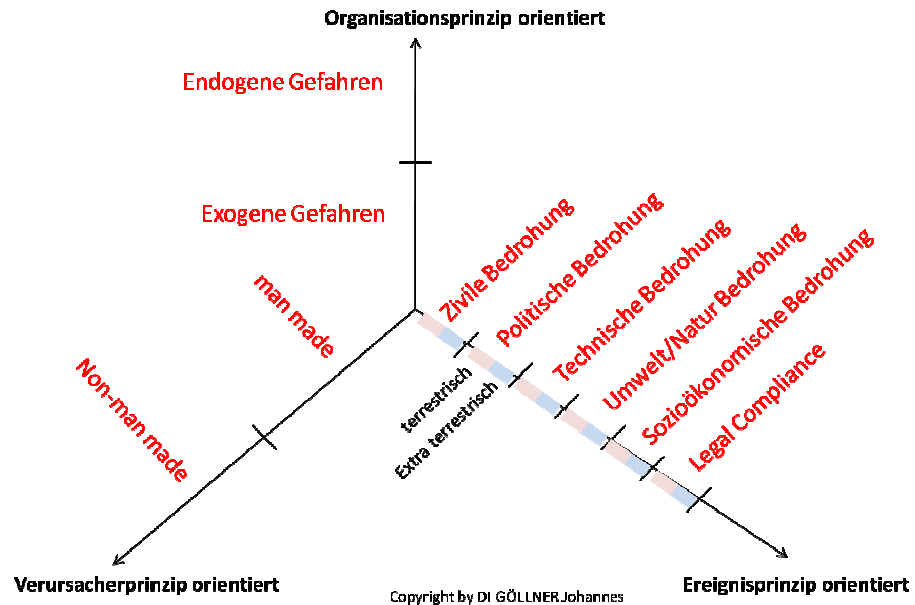 Organisationsprinzip orientiert
Endogene Gefahren
Exogene Gefahren
man made
Non-man made
Zivile Bedrohung
Politische Bedrohung
Technische Bedrohung
Umwelt/Natur Bedrohung
Sozioökonomische Bedrohung
Legal Compliance
terrestrisch
Extra terrestrisch
Verursacherprinzip orientiert
Ereignisprinzip orientiert
Copyright by DI GÖLLNER Johannes